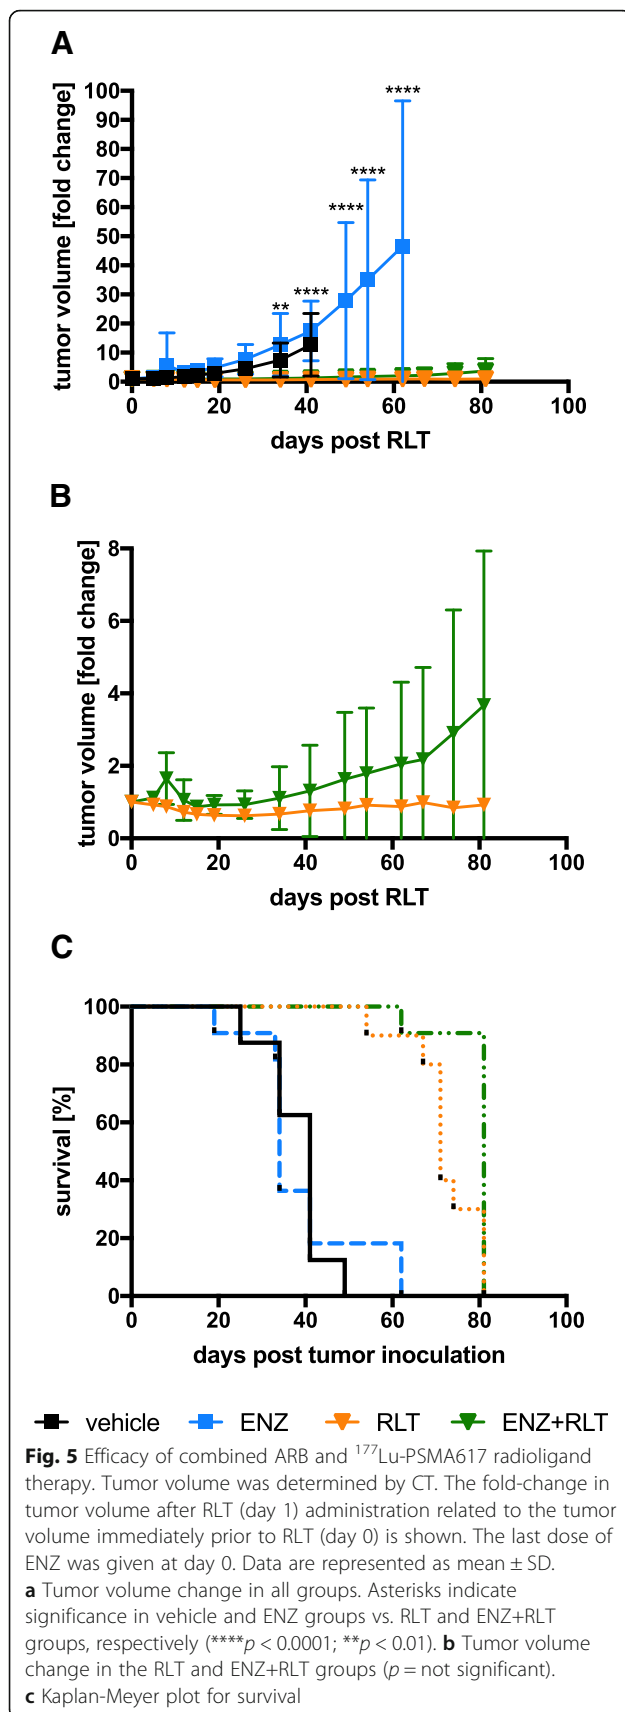 A
tumor volume [fold change]
100
90
80
70
60
50
40
30
20
10
0
**
****
****
****
****
0 20 40 60 80 100
days post RLT
B
tumor volume [fold change]
8
6
4
2
0
0 20 40 60 80 100
days post RLT
C
survival [%]
100
80
60
40
20
0
0 20 40 60 80 100
days post tumor inoculation
vehicle ENZ RLT ENZ+RLT
Fig. 5 Efficacy of combined ARB and 177Lu-PSMA617 radioligand
therapy. Tumor volume was determined by CT. The fold-change in
tumor volume after RLT (day 1) administration related to the tumor
volume immediately prior to RLT (day 0) is shown. The last dose of
ENZ was given at day 0. Data are represented as mean ± SD.
a Tumor volume change in all groups. Asterisks indicate
significance in vehicle and ENZ groups vs. RLT and ENZ+RLT
groups, respectively (****p < 0.0001; **p < 0.01). b Tumor volume
change in the RLT and ENZ+RLT groups (p = not significant).
c Kaplan-Meyer plot for survival